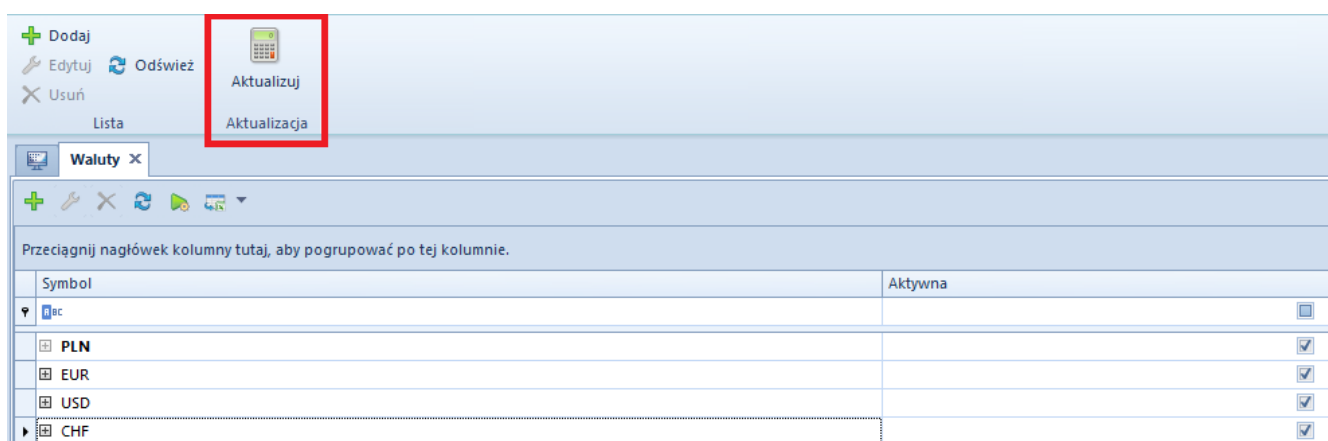 Dodaj
Edytuj Odśwież
Usuń
Lista
Aktualizuj
Aktualizacja
Waluty
Przeciągnij nagłówek kolumny tutaj, aby pogrupować po tej kolumnie.
Symbol Aktywna
ABC
PLN
EUR
USD
CHF